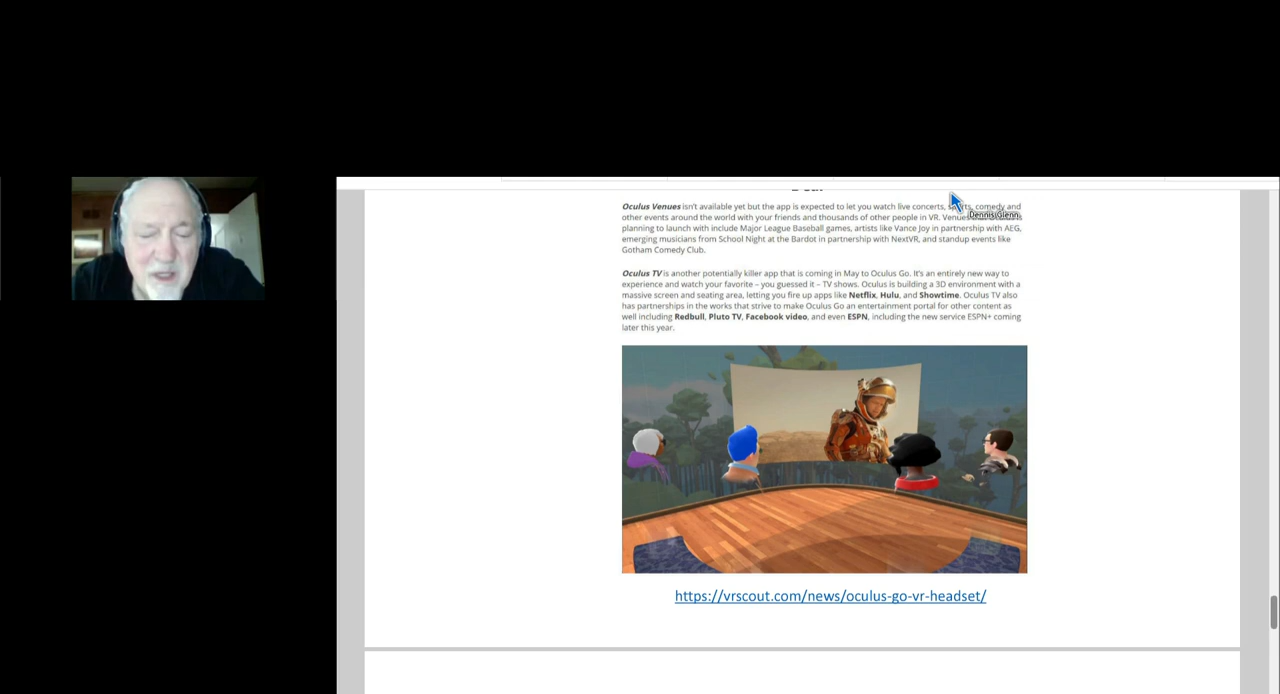 Oculus Venues isn't available yet but the app is expected to let you watch live concerts, sports, comedy and
other events around the world with your friends and thousands of other people in VR. Venues
Dennis Glenn
planning to launch with include Major League Baseball games, artists like Vance Joy in partnership with AEG,
emerging musicians from School Night at the Bardot in partnership with NextVR, and standup events like
Gotham Comedy Club.
Oculus TV is another potentially killer app that is coming in May to Oculus Go. It's an entirely new way to
experience and watch your favorite – you guessed it – TV shows. Oculus is building a 3D environment with a
massive screen and seating area, letting you fire up apps like Netflix, Hulu, and Showtime. Oculus TV also
has partnerships in the works that strive to make Oculus Go an entertainment portal for other content as
well including Redbull, Pluto TV, Facebook video, and even ESPN, including the new service ESPN+ coming
later this year.
https://vrscout.com/news/oculus-go-vr-headset/